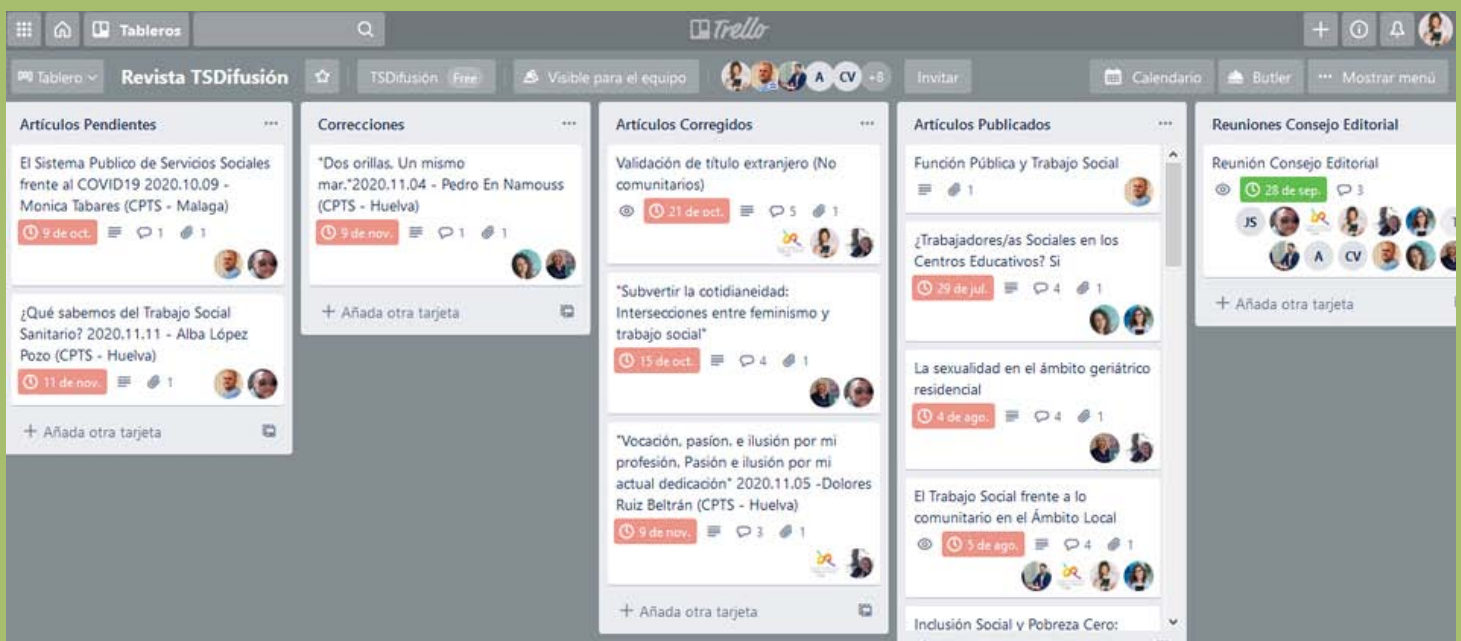 Tableros
Trello
Tablero
Revista TSDifusión
TSDifusión Free
Visible para el equipo
A
CV
+8
Invitar
Calendario
Butler
Mostrar menú
Artículos Pendientes
El Sistema Publico de Servicios Sociales
frente al COVID19 2020.10.09 -
Monica Tabares (CPTS - Malaga)
9 de oct.
1
1
¿Qué sabemos del Trabajo Social
Sanitario? 2020.11.11 - Alba López
Pozo (CPTS - Huelva)
11 de nov.
1
+ Añada otra tarjeta
Correcciones
"Dos orillas, Un mismo
mar."2020.11.04 - Pedro En Namouss
(CPTS - Huelva)
9 de nov.
1
1
+ Añada otra tarjeta
Artículos Corregidos
Validación de título extranjero (No
comunitarios)
21 de oct.
5
1
"Subvertir la cotidianeidad:
Intersecciones entre feminismo y
trabajo social"
15 de oct.
4
1
"Vocación, pasíon, e ilusión por mi
profesión, Pasión e ilusión por mi
actual dedicación" 2020.11.05 -Dolores
Ruiz Beltrán (CPTS - Huelva)
9 de nov.
3
1
+ Añada otra tarjeta
Artículos Publicados
Función Pública y Trabajo Social
1
¿Trabajadores/as Sociales en los
Centros Educativos? Si
29 de jul.
4
1
La sexualidad en el ámbito geriátrico
residencial
4 de ago.
4
1
El Trabajo Social frente a lo
comunitario en el Ámbito Local
5 de ago.
4
1
Inclusión Social y Pobreza Cero:
Reuniones Consejo Editorial
Reunión Consejo Editorial
28 de sep.
3
JS
A
CV
+ Añada otra tarjeta